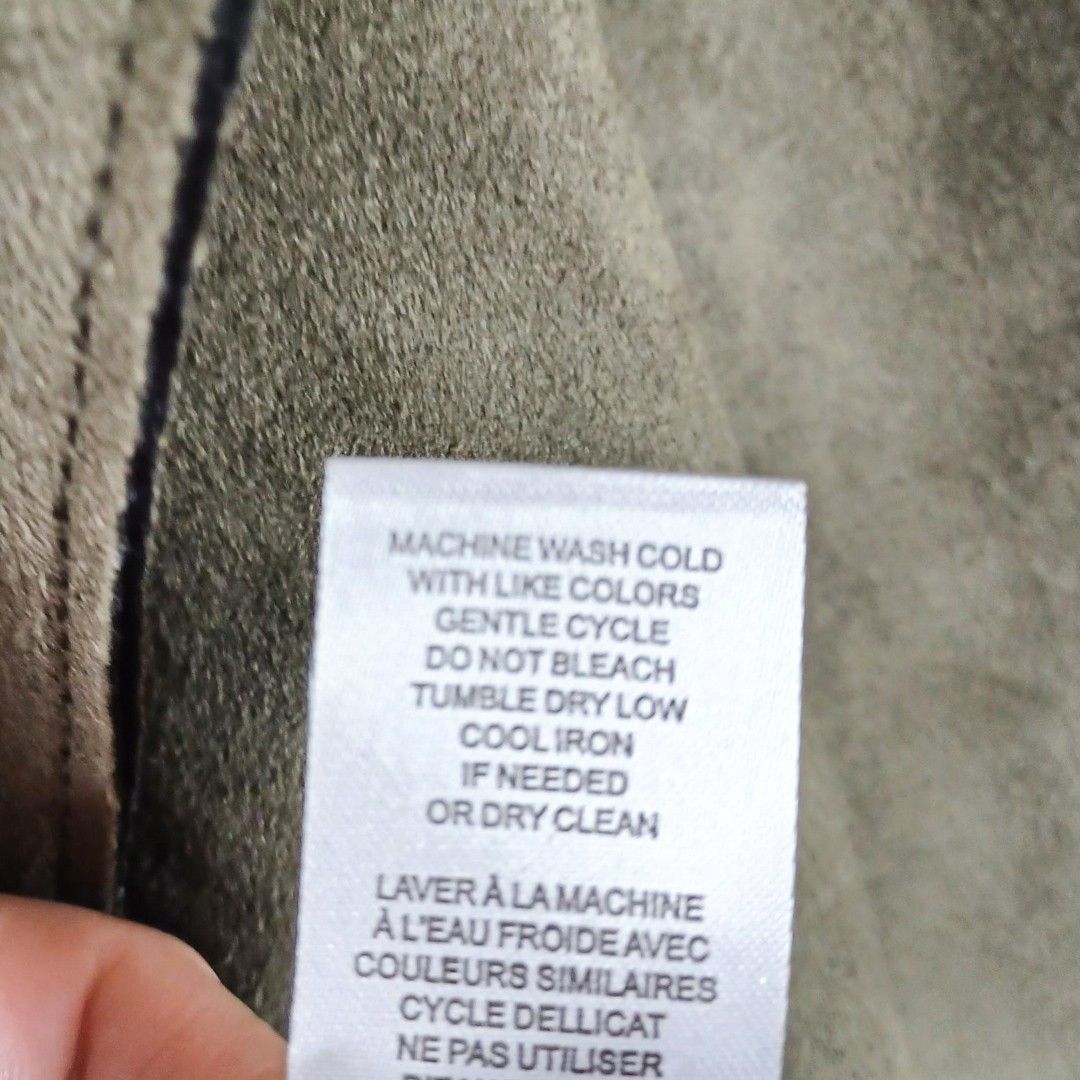 MACHINE WASH COLD
WITH LIKE COLORS
GENTLE CYCLE
DO NOT BLEACH
TUMBLE DRY LOW
COOL IRON
IF NEEDED
OR DRY CLEAN
LAVER À LA MACHINE
À L'EAU FROIDE AVEC
COULEURS SIMILAIRES
CYCLE DELLICAT
NE PAS UTILISER